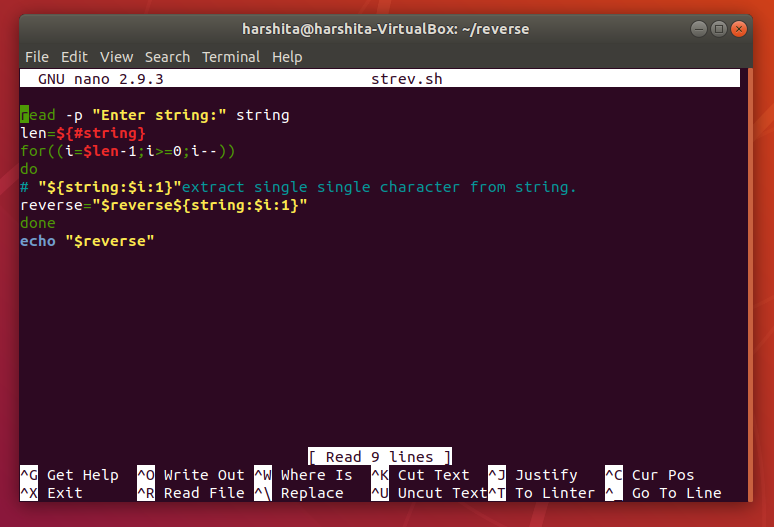 harshita@harshita-VirtualBox: ~/reverse
File Edit View Search Terminal Help
GNU nano 2.9.3 strev.sh
read -p "Enter string:" string
len=${#string}
for((i=$len-1;i>=0;i--))
do
# "${string:$i:1}"extract single single character from string.
reverse="$reverse${string:$i:1}"
done
echo "$reverse"
[ Read 9 lines ]
^G Get Help ^O Write Out ^W Where Is ^K Cut Text ^J Justify ^C Cur Pos
^X Exit ^R Read File ^\ Replace ^U Uncut Text^T To Linter ^_ Go To Line